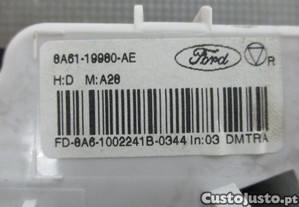 8A61-19980-AE
Ford
H:D M:A28
R
FD-8A6-1002241B-0344 In:03 DMTRA
CustoJusto.pt